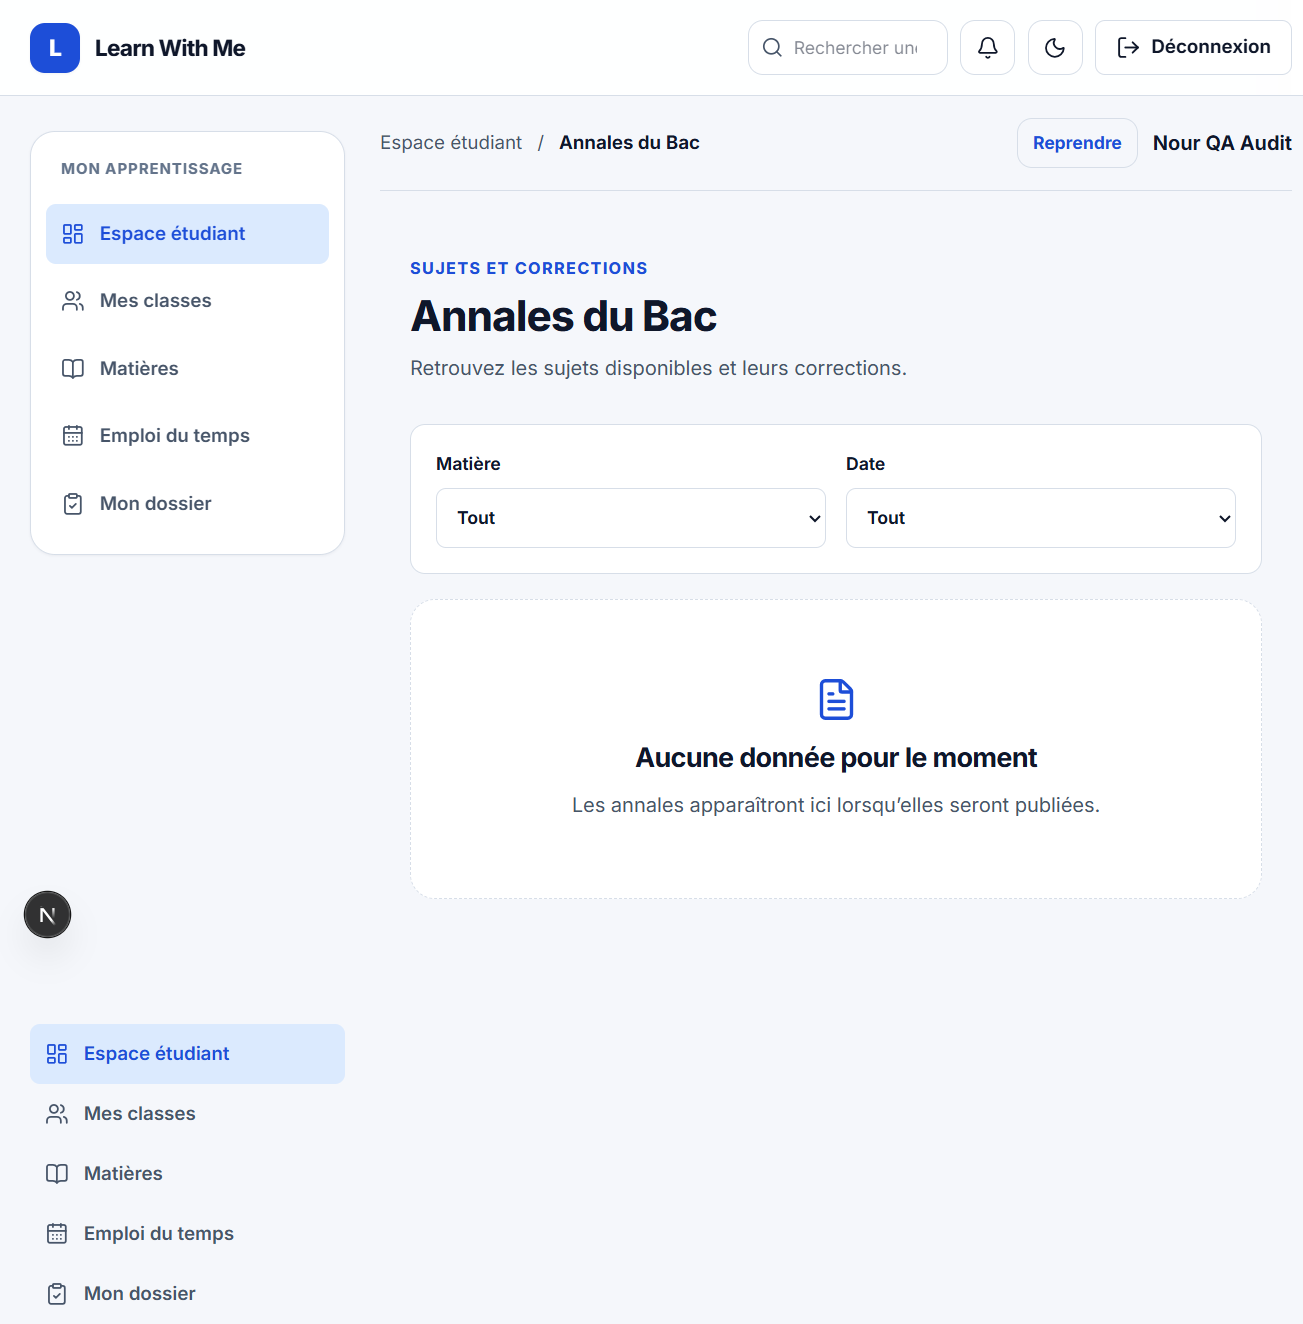 L Learn With Me
Rechercher une
Déconnexion
MON APPRENTISSAGE
Espace étudiant
Mes classes
Matières
Emploi du temps
Mon dossier
Espace étudiant / Annales du Bac
Reprendre
Nour QA Audit
SUJETS ET CORRECTIONS
Annales du Bac
Retrouvez les sujets disponibles et leurs corrections.
Matière
Tout
Date
Tout
Aucune donnée pour le moment
Les annales apparaîtront ici lorsqu’elles seront publiées.
N
Espace étudiant
Mes classes
Matières
Emploi du temps
Mon dossier